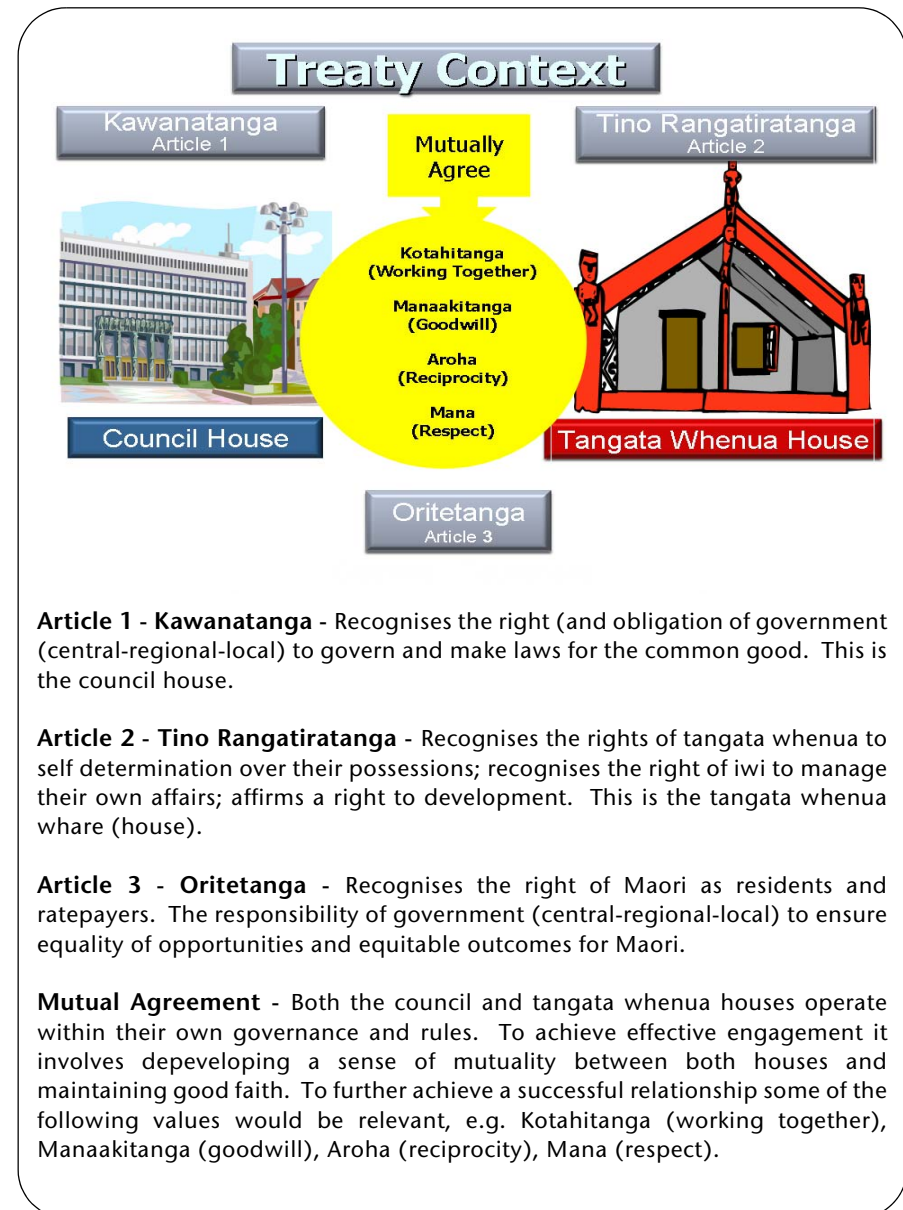 Treaty Context
Kawanatanga
Article 1
Mutually
Agree
Tino Rangatiratanga
Article 2
Kotahitanga
(Working Together)
Manaakitanga
(Goodwill)
Aroha
(Reciprocity)
Mana
(Respect)
Council House
Tangata Whenua House
Oritetanga
Article 3
Article 1 - Kawanatanga - Recognises the right (and obligation of government
(central-regional-local) to govern and make laws for the common good. This is
the council house.
Article 2 - Tino Rangatiratanga - Recognises the rights of tangata whenua to
self determination over their possessions; recognises the right of iwi to manage
their own affairs; affirms a right to development. This is the tangata whenua
whare (house).
Article 3 - Oritetanga - Recognises the right of Maori as residents and
ratepayers. The responsibility of government (central-regional-local) to ensure
equality of opportunities and equitable outcomes for Maori.
Mutual Agreement - Both the council and tangata whenua houses operate
within their own governance and rules. To achieve effective engagement it
involves depeveloping a sense of mutuality between both houses and
maintaining good faith. To further achieve a successful relationship some of the
following values would be relevant, e.g. Kotahitanga (working together),
Manaakitanga (goodwill), Aroha (reciprocity), Mana (respect).